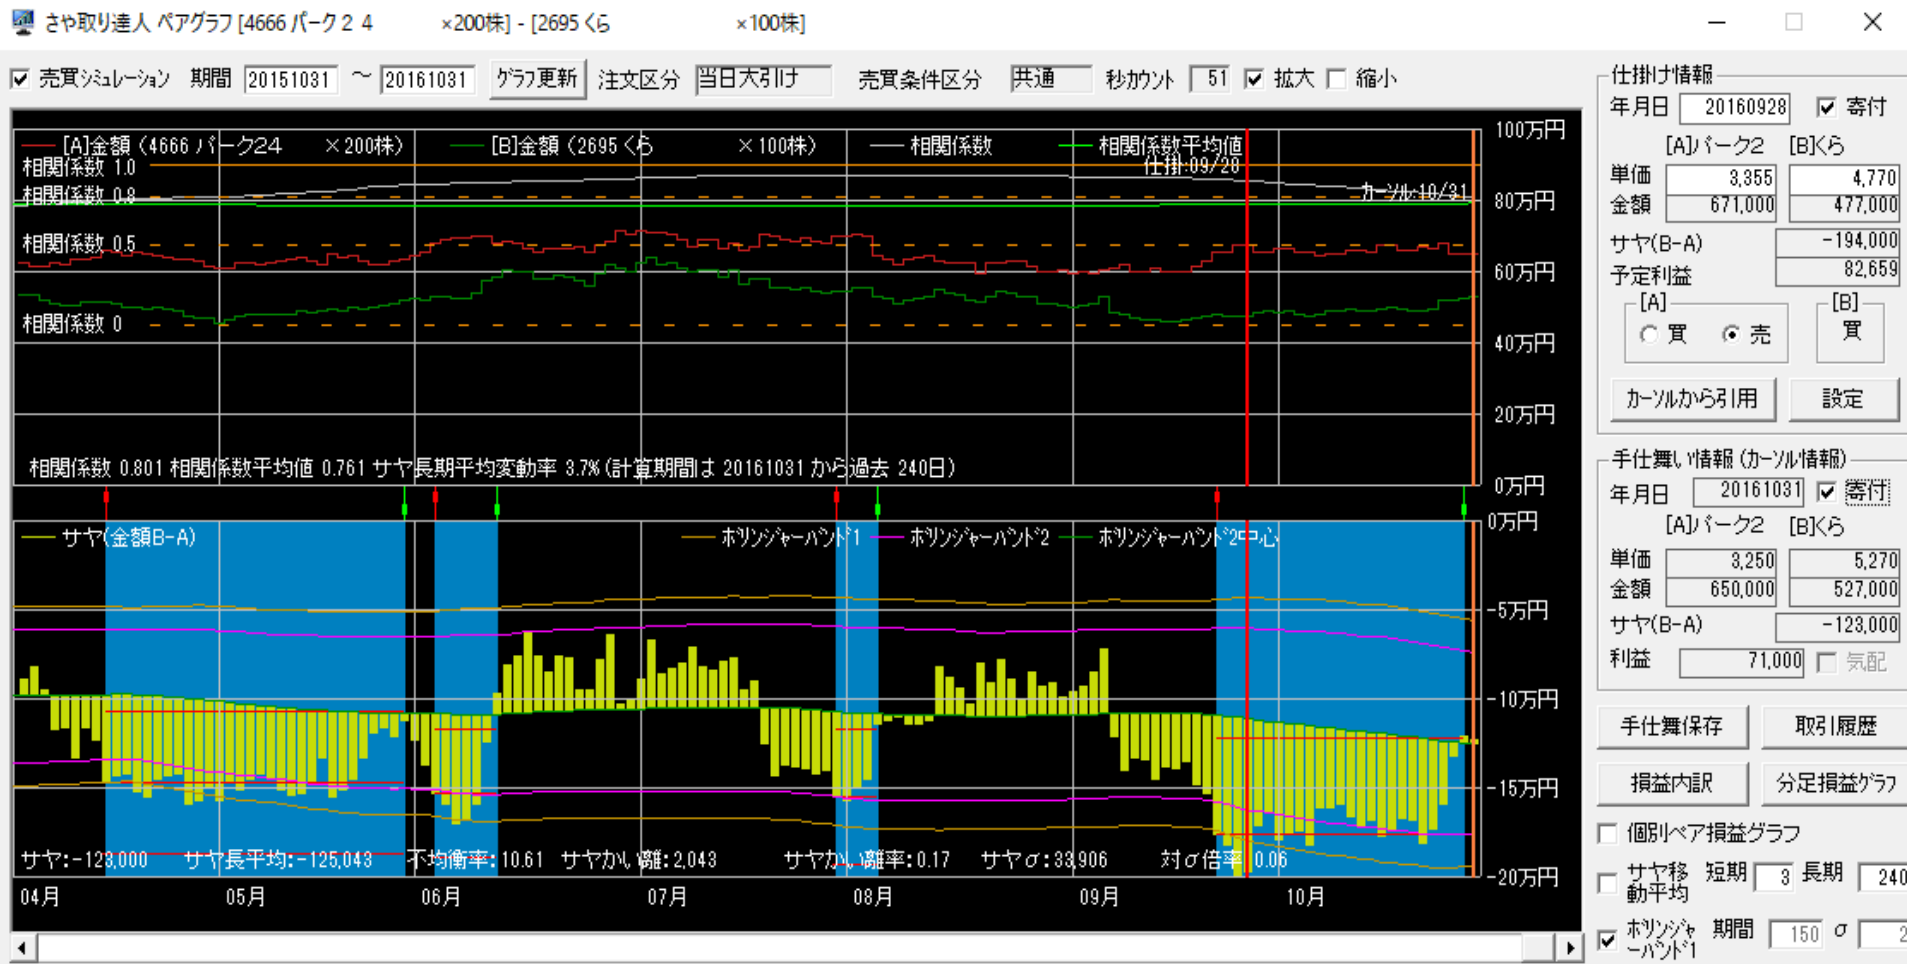 さや取り達人 ペアグラフ [4666 パーク２４ ×200株] - [2695 くら ×100株]
売買シミュレーション 期間 20151031 ～ 20161031 グラフ更新 注文区分 当日大引け 売買条件区分 共通 秒カウント 51 拡大 縮小
[A]金額 (4666 パーク24 ×200株) [B]金額 (2695 くら ×100株) 相関係数 相関係数平均値
相関係数 1.0
仕掛:09/28
相関係数 0.8
カーソル:10/31
相関係数 0.5
相関係数 0
100万円
80万円
60万円
40万円
20万円
0万円
相関係数 0.801 相関係数平均値 0.761 サヤ長期平均変動率 3.7% (計算期間は 20161031 から過去 240日)
サヤ(金額B-A) ボリンジャーバンド1 ボリンジャーバンド2 ボリンジャーバンド2中心
0万円
-5万円
-10万円
-15万円
-20万円
サヤ:-123,000 サヤ長平均:-125,043 不均衡率:10.61 サヤかい離:2,043 サヤかい離率:0.17 サヤσ:33,906 対σ倍率:0.06
04月 05月 06月 07月 08月 09月 10月
仕掛け情報
年月日 20160928 寄付
[A]パーク2 [B]くら
単価 3,355 4,770
金額 671,000 477,000
サヤ(B-A) -194,000
予定利益 82,659
[A] [B]
買 売 買
カーソルから引用 設定
手仕舞い情報 (カーソル情報)
年月日 20161031 寄付
[A]パーク2 [B]くら
単価 3,250 5,270
金額 650,000 527,000
サヤ(B-A) -123,000
利益 71,000 気配
手仕舞保存 取引履歴
損益内訳 分足損益グラフ
個別ペア損益グラフ
サヤ移動平均 短期 3 長期 240
ボリンジャーバンド1 期間 150 σ 2